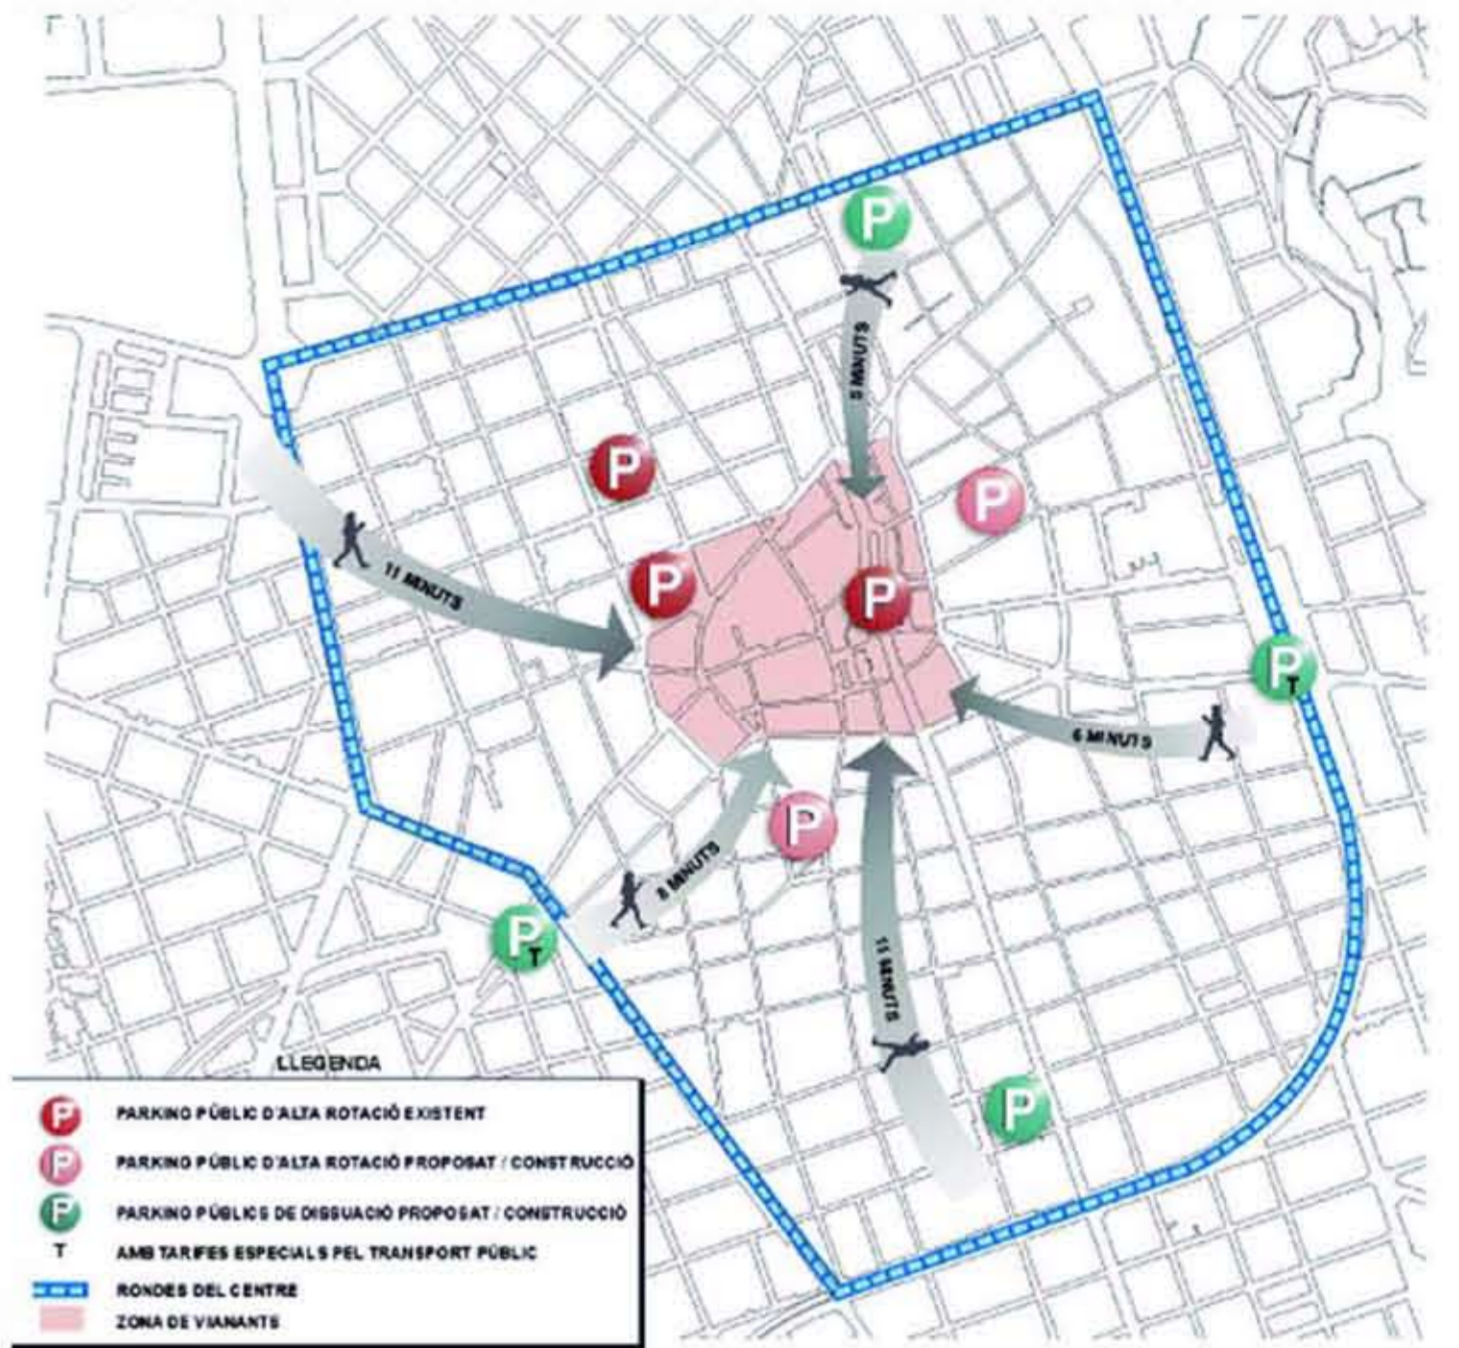 P
5 MINUTS
P
P
11 MINUTS
P
P
P
T
6 MINUTS
P
8 MINUTS
P
T
11 MINUTS
P
LLEGENDA
P PARKING PÚBLIC D'ALTA ROTACIÓ EXISTENT
P PARKING PÚBLIC D'ALTA ROTACIÓ PROPOSAT / CONSTRUCCIÓ
P PARKING PÚBLICS DE DISSUACIÓ PROPOSAT / CONSTRUCCIÓ
T AMB TARIFES ESPECIALS PEL TRANSPORT PÚBLIC
RONDES DEL CENTRE
ZONA DE VIANANTS